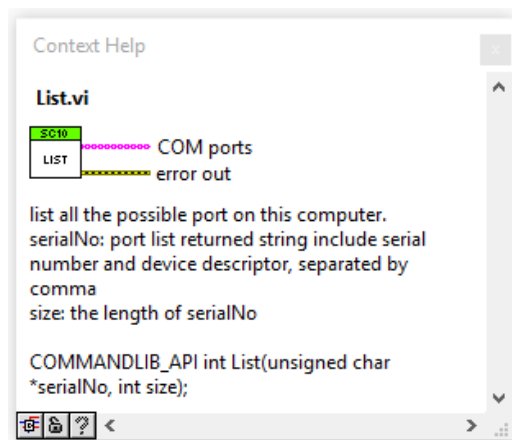 Context Help
x
List.vi
SC10
LIST
COM ports
error out
list all the possible port on this computer.
serialNo: port list returned string include serial
number and device descriptor, separated by
comma
size: the length of serialNo
COMMANDLIB_API int List(unsigned char
*serialNo, int size);
?